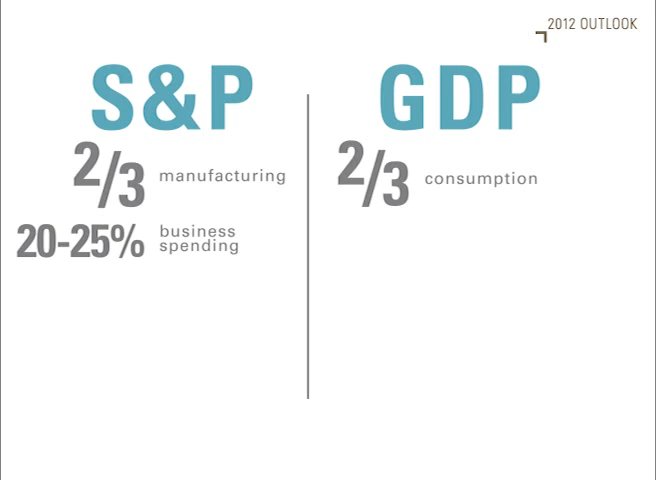 2012 OUTLOOK
S&P
2/3 manufacturing
20-25% business
spending
GDP
2/3 consumption